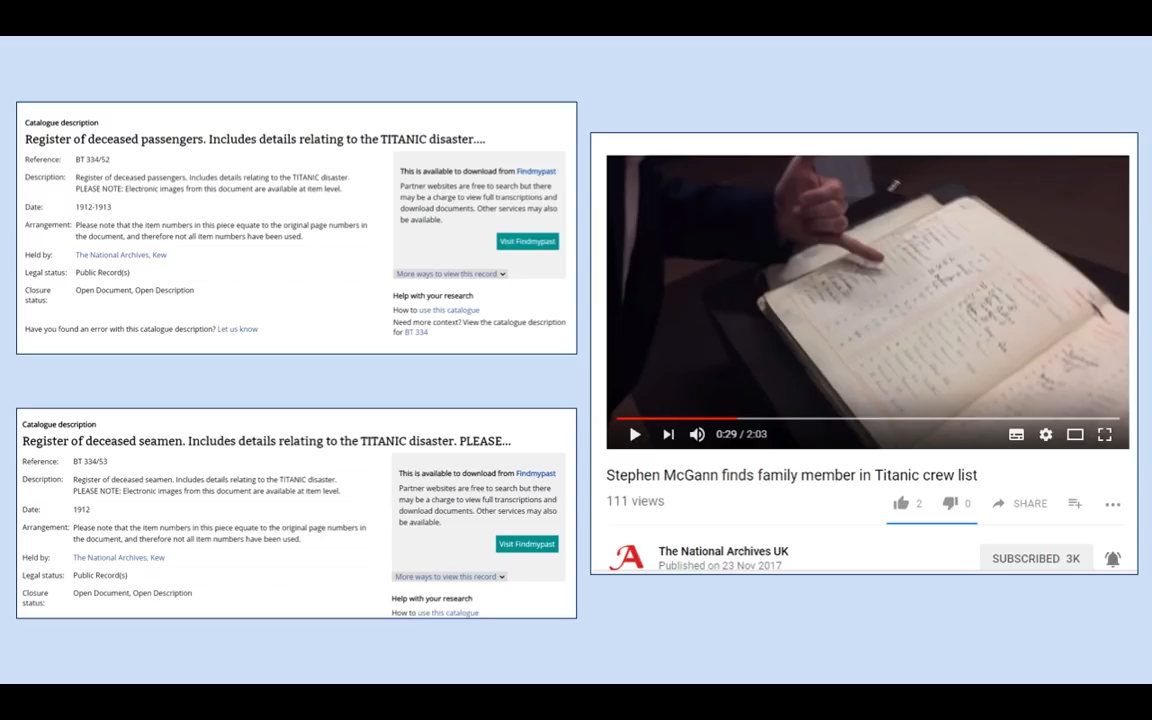 Catalogue description
Register of deceased passengers. Includes details relating to the TITANIC disaster....
Reference: BT 334/52
Description: Register of deceased passengers. Includes details relating to the TITANIC disaster.
PLEASE NOTE: Electronic images from this document are available at item level.
Date: 1912-1913
Arrangement: Please note that the item numbers in this piece equate to the original page numbers in
the document, and therefore not all item numbers have been used.
Held by: The National Archives, Kew
Legal status: Public Record(s)
Closure status: Open Document, Open Description
Have you found an error with this catalogue description? Let us know
This is available to download from Findmypast
Partner websites are free to search but there
may be a charge to view full transcriptions and
download documents. Other services may also
be available.
Visit Findmypast
More ways to view this record
Help with your research
How to use this catalogue
Need more context? View the catalogue description
for BT 334
Catalogue description
Register of deceased seamen. Includes details relating to the TITANIC disaster. PLEASE...
Reference: BT 334/53
Description: Register of deceased seamen. Includes details relating to the TITANIC disaster.
PLEASE NOTE: Electronic images from this document are available at item level.
Date: 1912
Arrangement: Please note that the item numbers in this piece equate to the original page numbers in
the document, and therefore not all item numbers have been used.
Held by: The National Archives, Kew
Legal status: Public Record(s)
Closure status: Open Document, Open Description
This is available to download from Findmypast
Partner websites are free to search but there
may be a charge to view full transcriptions and
download documents. Other services may also
be available.
Visit Findmypast
More ways to view this record
Help with your research
How to use this catalogue
0:29 / 2:03
Stephen McGann finds family member in Titanic crew list
111 views
2 0 SHARE
The National Archives UK
Published on 23 Nov 2017
SUBSCRIBED 3K